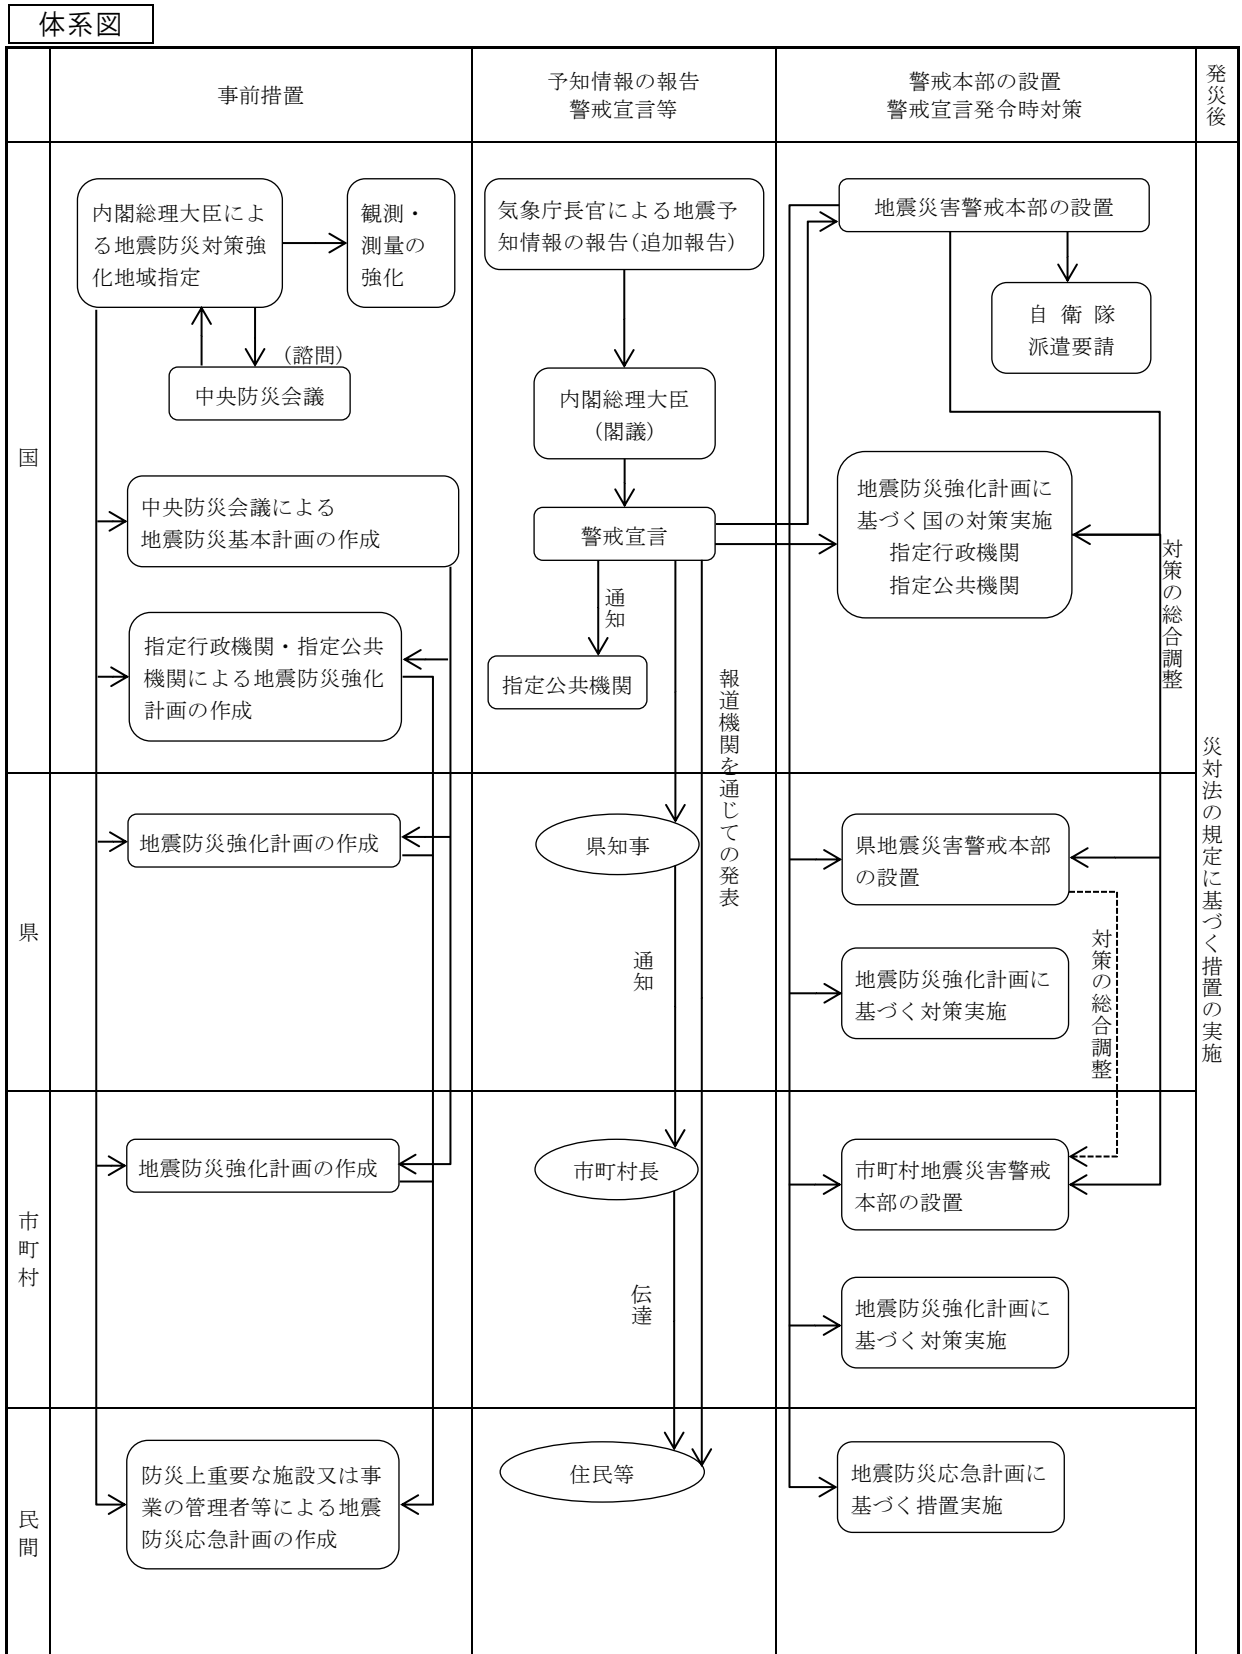 体系図
事前措置
予知情報の報告
警戒宣言等
警戒本部の設置
警戒宣言発令時対策
発災後
国
内閣総理大臣によ
る地震防災対策強
化地域指定
観測・
測量の
強化
(諮問)
中央防災会議
中央防災会議による
地震防災基本計画の作成
指定行政機関・指定公共
機関による地震防災強化
計画の作成
気象庁長官による地震予
知情報の報告(追加報告)
内閣総理大臣
(閣議)
警戒宣言
通知
指定公共機関
報道機関を通じての発表
地震災害警戒本部の設置
自衛隊
派遣要請
地震防災強化計画に
基づく国の対策実施
指定行政機関
指定公共機関
対策の総合調整
災対法の規定に基づく措置の実施
県
地震防災強化計画の作成
県知事
通知
県地震災害警戒本部
の設置
地震防災強化計画に
基づく対策実施
対策の総合調整
市町村
地震防災強化計画の作成
市町村長
伝達
市町村地震災害警戒
本部の設置
地震防災強化計画に
基づく対策実施
民間
防災上重要な施設又は事
業の管理者等による地震
防災応急計画の作成
住民等
地震防災応急計画に
基づく措置実施